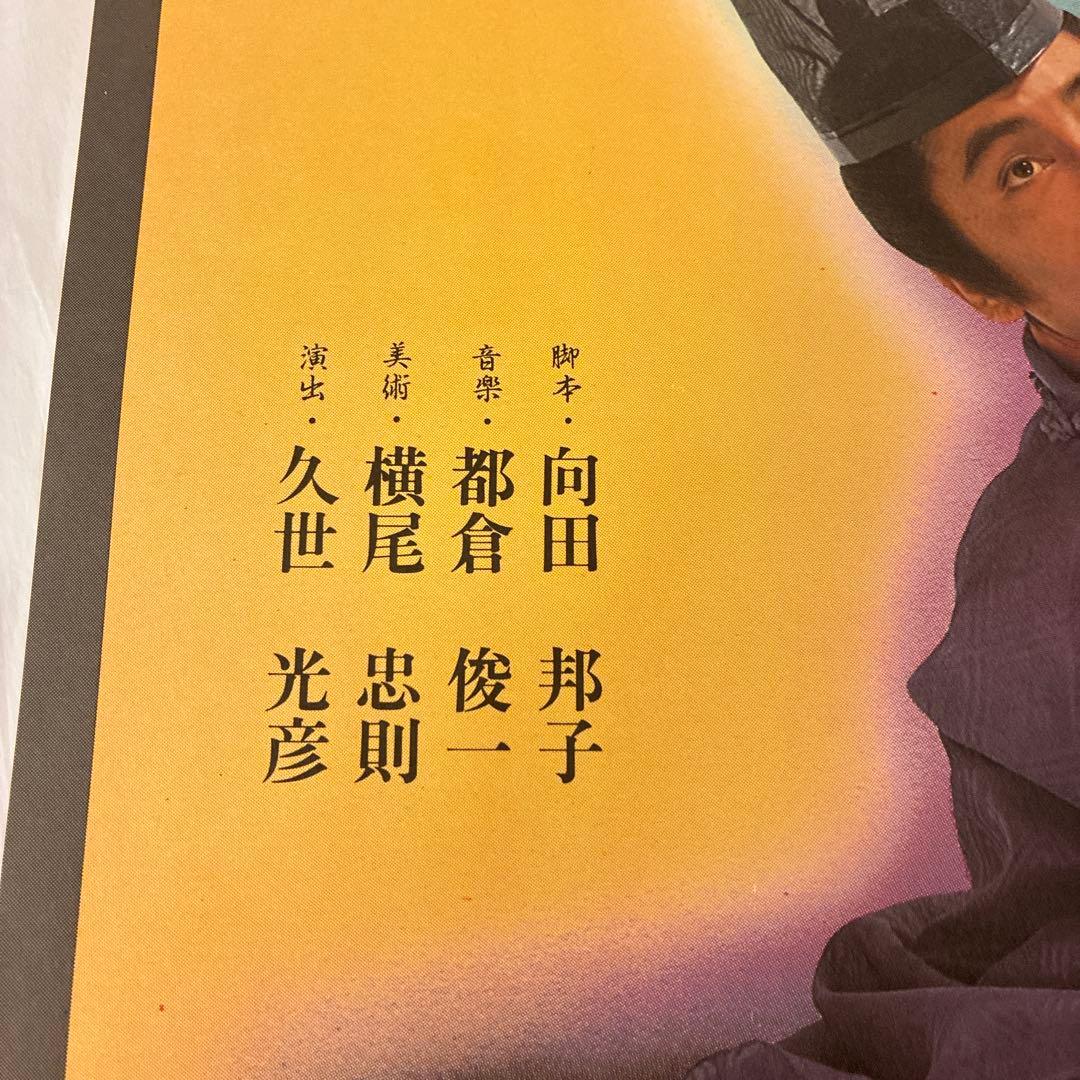 脚本・向田 邦子
音楽・都倉 俊一
美術・横尾 忠則
演出・久世 光彦